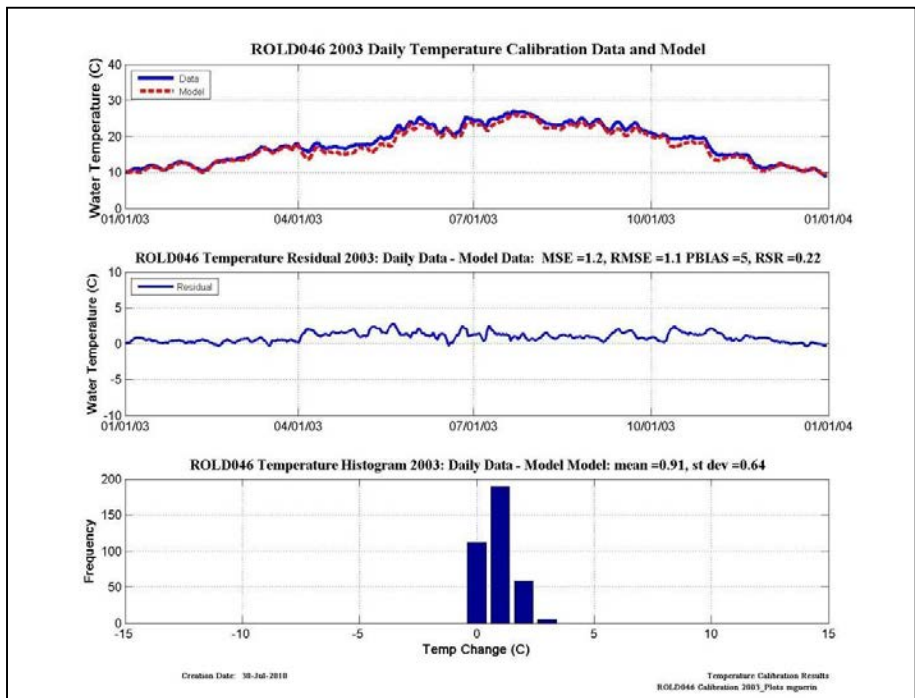 ROLD046 2003 Daily Temperature Calibration Data and Model
Water Temperature (C)
40
30
20
10
0
Data
Model
01/01/03
04/01/03
07/01/03
10/01/03
01/01/04
ROLD046 Temperature Residual 2003: Daily Data - Model Data: MSE =1.2, RMSE =1.1 PBIAS =5, RSR =0.22
Water Temperature (C)
10
5
0
-5
-10
Residual
01/01/03
04/01/03
07/01/03
10/01/03
01/01/04
ROLD046 Temperature Histogram 2003: Daily Data - Model Model: mean =0.91, st dev =0.64
Frequency
200
150
100
50
0
-15
-10
-5
0
5
10
15
Temp Change (C)
Creation Date: 30-Jul-2010
Temperature Calibration Results
ROLD046 Calibration 2003_Plots mguerin